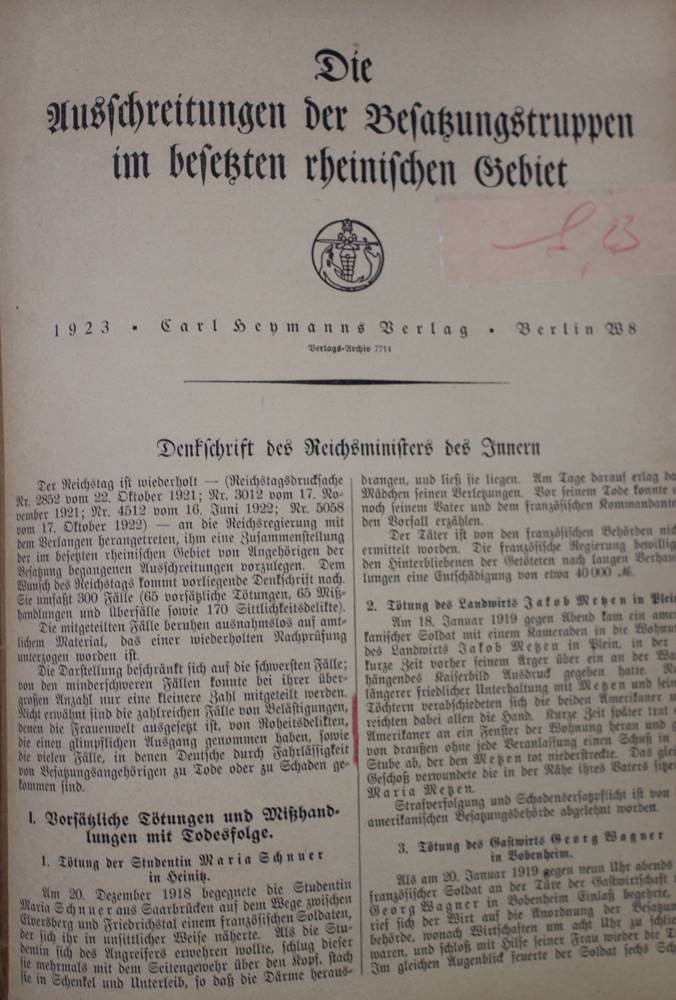 Die
Ausschreitungen der Besatzungstruppen
im besetzten rheinischen Gebiet
1923 • Carl Heymanns Verlag • Berlin W8
Verlags-Archiv 7714
Denkschrift des Reichsministers des Innern
Der Reichstag ist wiederholt — (Reichstagsdrucksache
Nr. 2852 vom 22. Oktober 1921; Nr. 3012 vom 17. No-
vember 1921; Nr. 4512 vom 16. Juni 1922; Nr. 5058
vom 17. Oktober 1922) — an die Reichsregierung mit
dem Verlangen herangetreten, ihm eine Zusammenstellung
der im besetzten rheinischen Gebiet von Angehörigen der
Besatzung begangenen Ausschreitungen vorzulegen. Dem
Wunsch des Reichstags kommt vorliegende Denkschrift nach.
Sie umfaßt 300 Fälle (65 vorsätzliche Tötungen, 65 Miß-
handlungen und Überfälle sowie 170 Sittlichkeitsdelikte).
Die mitgeteilten Fälle beruhen ausnahmslos auf amt-
lichem Material, das einer wiederholten Nachprüfung
unterzogen worden ist.
Die Darstellung beschränkt sich auf die schwersten Fälle;
von den minderschweren Fällen konnte bei ihrer über-
großen Anzahl nur eine kleinere Zahl mitgeteilt werden.
Nicht erwähnt sind die zahlreichen Fälle von Belästigungen,
denen die Frauenwelt ausgesetzt ist, von Roheitsdelikten,
die einen glimpflichen Ausgang genommen haben, sowie
die vielen Fälle, in denen Deutsche durch Fahrlässigkeit
von Besatzungsangehörigen zu Tode oder zu Schaden ge-
kommen sind.
I. Vorsätzliche Tötungen und Mißhand-
lungen mit Todesfolge.
1. Tötung der Studentin Maria Schnuer
in Heinitz.
Am 20. Dezember 1918 begegnete die Studentin
Maria Schnuer aus Saarbrücken auf dem Wege zwischen
Elversberg und Friedrichstal einem französischen Soldaten,
der sich ihr in unsittlicher Weise näherte. Als die Stu-
dentin sich des Angreifers erwehren wollte, schlug dieser
sie mehrmals mit dem Seitengewehr über den Kopf, stach
sie in Schenkel und Unterleib, so daß die Därme heraus-
drangen, und ließ sie liegen. Am Tage darauf erlag das
Mädchen seinen Verletzungen. Vor seinem Tode konnte
noch seinem Vater und dem französischen Kommandante
den Vorfall erzählen.
Der Täter ist von den französischen Behörden nic
ermittelt worden. Die französische Regierung bewillig
den Hinterbliebenen der Getöteten nach langen Verhan
lungen eine Entschädigung von etwa 40 000 ℳ.
2. Tötung des Landwirts Jakob Metzen in Plein
Am 18. Januar 1919 gegen Abend kam ein ame
kanischer Soldat mit einem Kameraden in die Wohnu
des Landwirts Jakob Metzen in Plein, in der
kurze Zeit vorher seinem Ärger über ein an der Wa
hängendes Kaiserbild Ausdruck gegeben hatte. Na
längerer friedlicher Unterhaltung mit Metzen und sein
Töchtern verabschiedeten sich die beiden Amerikaner u
reichten dabei allen die Hand. Kurze Zeit später trat
Amerikaner an ein Fenster der Wohnung heran und g
von draußen ohne jede Veranlassung einen Schuß in
Stube ab, der den Metzen tot niederstreckte. Das glei
Geschoß verwundete die in der Nähe ihres Vaters sitze
Maria Metzen.
Strafverfolgung und Schadensersatzpflicht ist von
amerikanischen Besatzungsbehörde abgelehnt worden.
3. Tötung des Gastwirts Georg Wagner
in Bobenheim.
Als am 20. Januar 1919 gegen neun Uhr abends
französischer Soldat an der Türe der Gastwirtschaft
Georg Wagner in Bobenheim Einlaß begehrte,
rief sich der Wirt auf die Anordnung der Besatzun
behörde, wonach Wirtschaften um acht Uhr zu schlie
waren, und schloß mit Hilfe seiner Frau wieder die T
Im gleichen Augenblick feuerte der Soldat sechs Sch